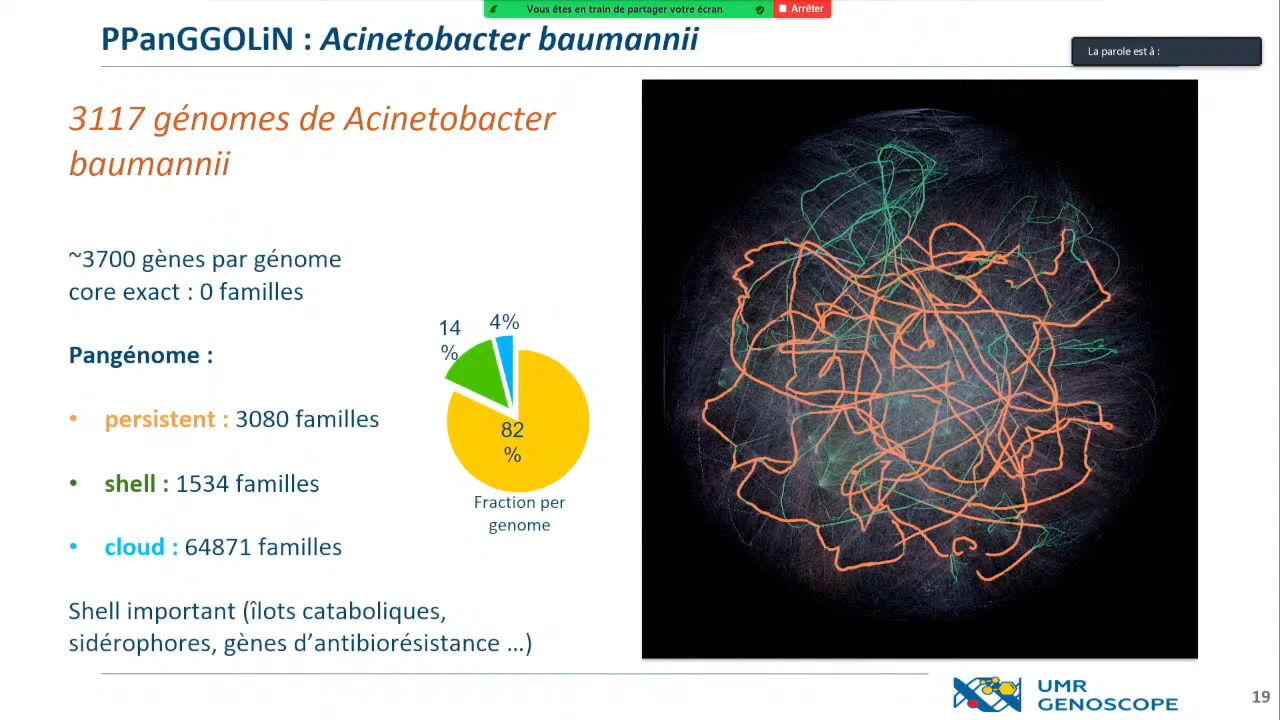 Vous êtes en train de partager votre écran
Arrêter
PPanGGOLiN : Acinetobacter baumannii
La parole est à :
3117 génomes de Acinetobacter
baumannii
~3700 gènes par génome
core exact : 0 familles
Pangénome :
• persistent : 3080 familles
• shell : 1534 familles
• cloud : 64871 familles
14
%
4%
82
%
Fraction per
genome
Shell important (îlots cataboliques,
sidérophores, gènes d'antibiorésistance …)
UMR
GENOSCOPE
19